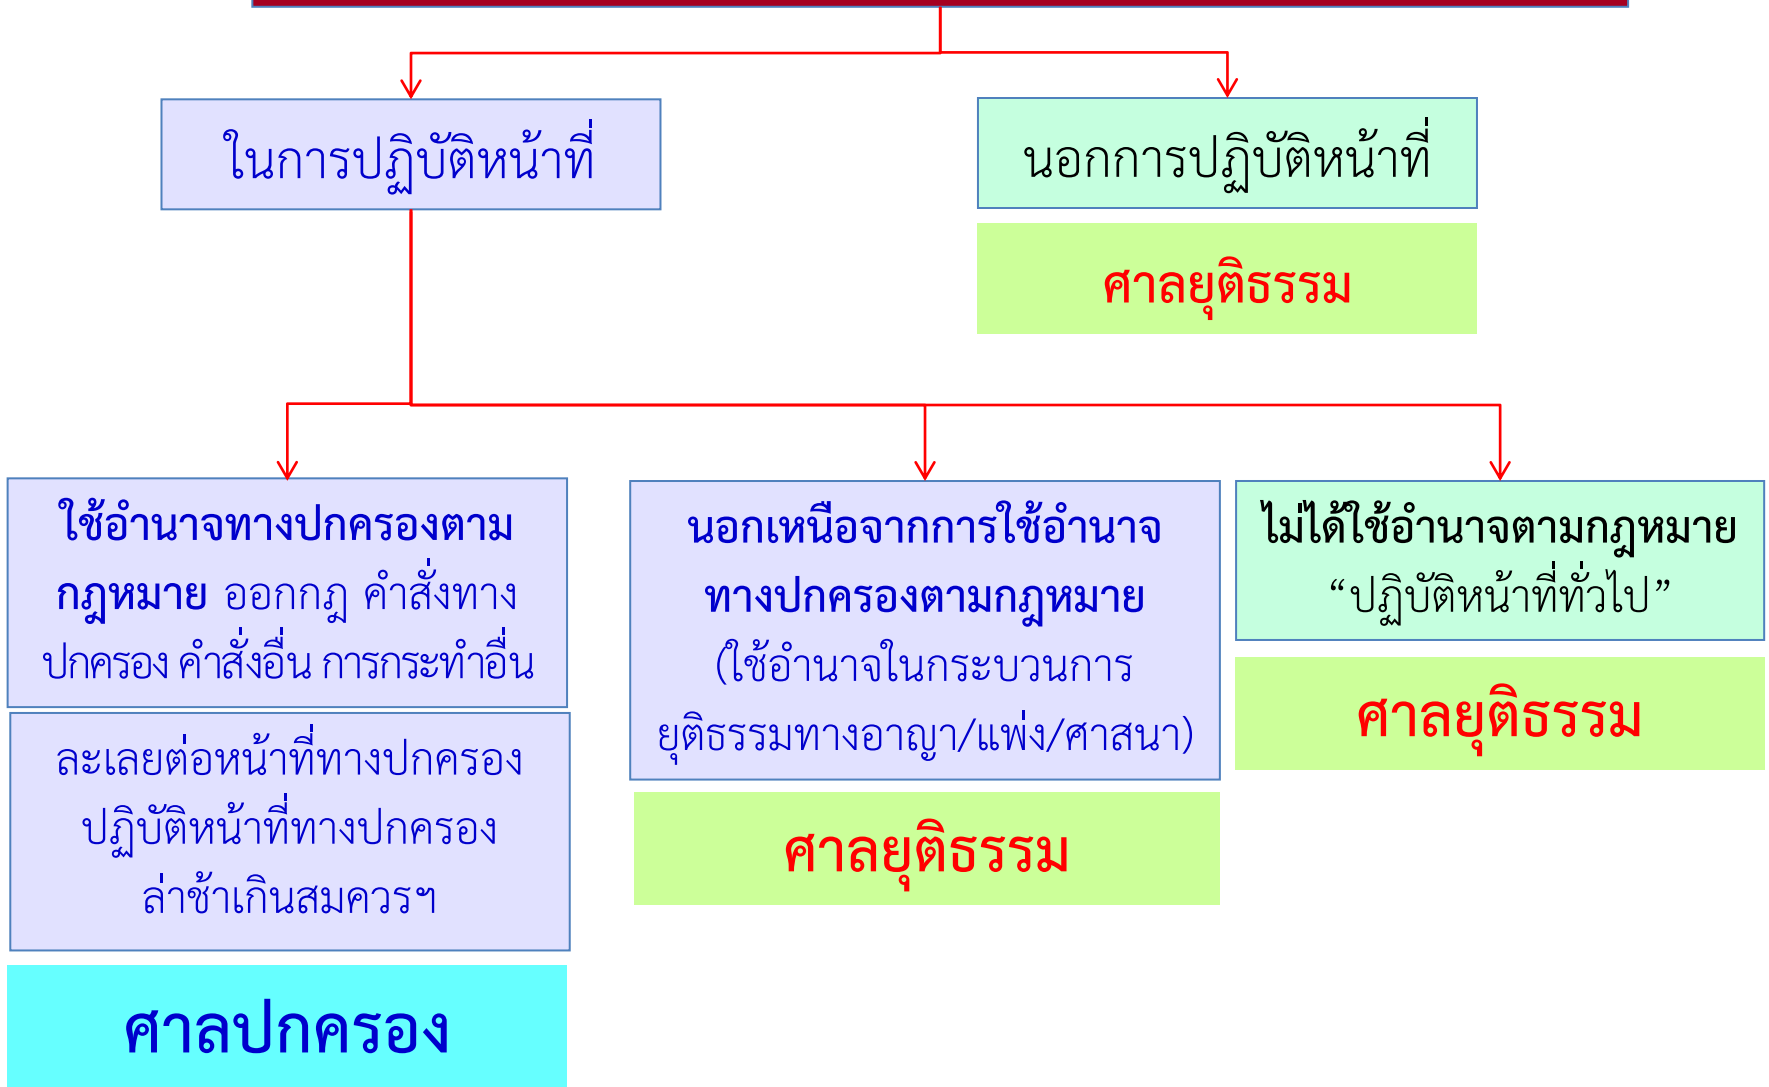 ในการปฏิบัติหน้าที่
นอกการปฏิบัติหน้าที่
ศาลยุติธรรม
ใช้อำนาจทางปกครองตาม
กฎหมาย ออกกฎ คำสั่งทาง
ปกครอง คำสั่งอื่น การกระทำอื่น
ละเลยต่อหน้าที่ทางปกครอง
ปฏิบัติหน้าที่ทางปกครอง
ล่าช้าเกินสมควรฯ
ศาลปกครอง
นอกเหนือจากการใช้อำนาจ
ทางปกครองตามกฎหมาย
(ใช้อำนาจในกระบวนการ
ยุติธรรมทางอาญา/แพ่ง/ศาสนา)
ศาลยุติธรรม
ไม่ได้ใช้อำนาจตามกฎหมาย
“ปฏิบัติหน้าที่ทั่วไป”
ศาลยุติธรรม